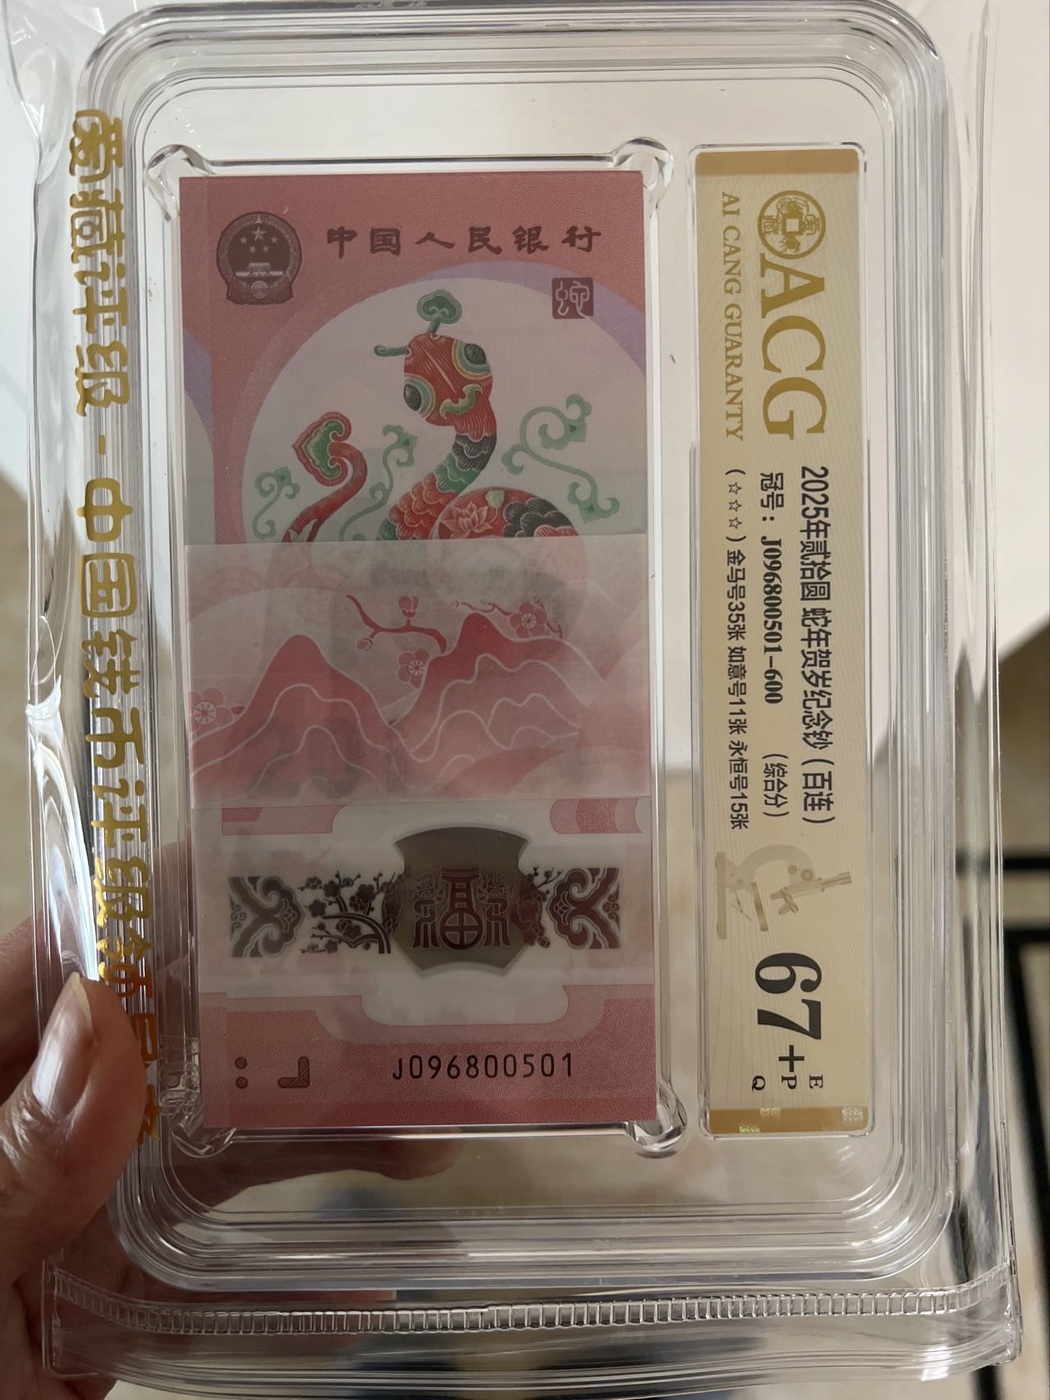 爱藏评级 - 中国钱币评级领导者
中国人民银行
蛇
福
J096800501
ACG
AI CANG GUARANTY
2025年贰拾圆 蛇年贺岁纪念钞（百连）
冠号：J096800501-600 （综合分）
（☆☆☆）金马号35张 如意号11张 永恒号15张
67+
E
P
Q